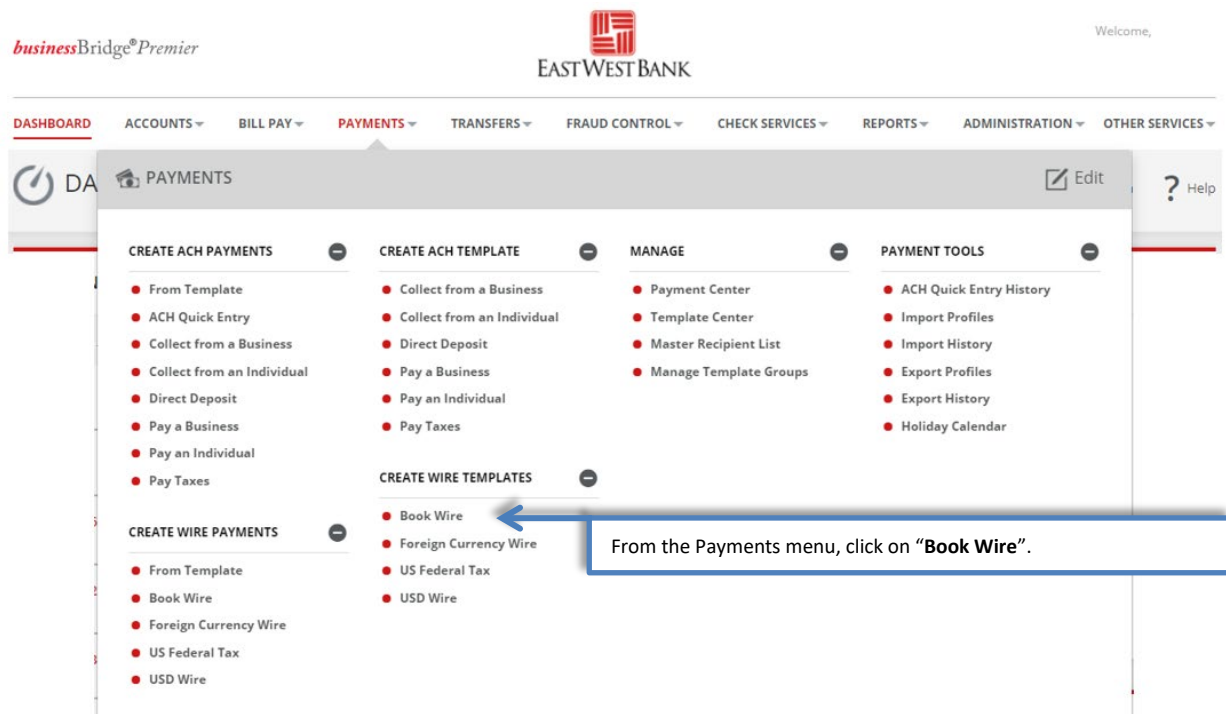 businessBridge® Premier
EAST WEST BANK
Welcome,
DASHBOARD ACCOUNTS BILL PAY PAYMENTS TRANSFERS FRAUD CONTROL CHECK SERVICES REPORTS ADMINISTRATION OTHER SERVICES
DA
PAYMENTS
Edit
? Help
CREATE ACH PAYMENTS
From Template
ACH Quick Entry
Collect from a Business
Collect from an Individual
Direct Deposit
Pay a Business
Pay an Individual
Pay Taxes
CREATE WIRE PAYMENTS
From Template
Book Wire
Foreign Currency Wire
US Federal Tax
USD Wire
CREATE ACH TEMPLATE
Collect from a Business
Collect from an Individual
Direct Deposit
Pay a Business
Pay an Individual
Pay Taxes
CREATE WIRE TEMPLATES
Book Wire
Foreign Currency Wire
US Federal Tax
USD Wire
MANAGE
Payment Center
Template Center
Master Recipient List
Manage Template Groups
PAYMENT TOOLS
ACH Quick Entry History
Import Profiles
Import History
Export Profiles
Export History
Holiday Calendar
From the Payments menu, click on “Book Wire”.